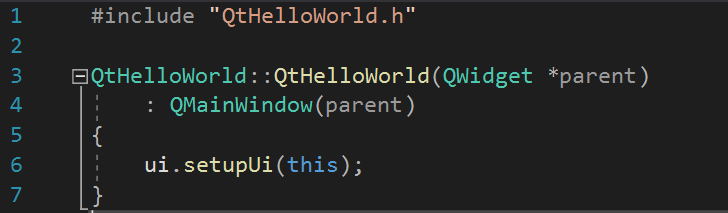 1 #include "QtHelloWorld.h"
2
3 QtHelloWorld::QtHelloWorld(QWidget *parent)
4     : QMainWindow(parent)
5 {
6     ui.setupUi(this);
7 }